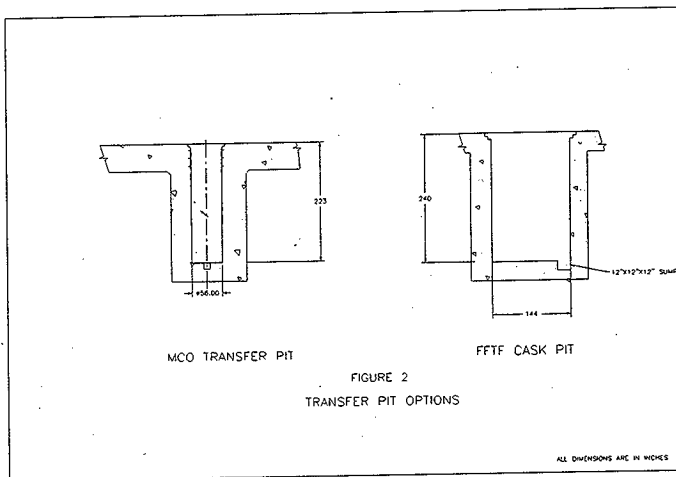 223
240
ø56.00
144
12"X12"X12" SUMP
MCO TRANSFER PIT
FFTF CASK PIT
FIGURE 2
TRANSFER PIT OPTIONS
ALL DIMENSIONS ARE IN INCHES